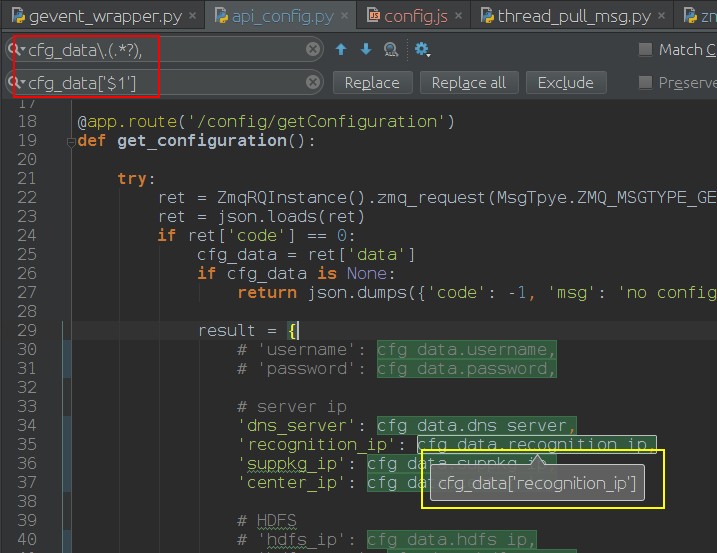 gevent_wrapper.py × api_config.py × config.js × thread_pull_msg.py × zm
cfg_data\.(.*?), Match C
cfg_data['$1'] Replace Replace all Exclude Preserve
17
18 @app.route('/config/getConfiguration')
19 def get_configuration():
20
21 try:
22 ret = ZmqRQInstance().zmq_request(MsgTpye.ZMQ_MSGTYPE_GE
23 ret = json.loads(ret)
24 if ret['code'] == 0:
25 cfg_data = ret['data']
26 if cfg_data is None:
27 return json.dumps({'code': -1, 'msg': 'no config
28
29 result = {
30 # 'username': cfg_data.username,
31 # 'password': cfg_data.password,
32
33 # server ip
34 'dns_server': cfg_data.dns_server,
35 'recognition_ip': cfg_data.recognition_ip,
36 'suppkg_ip': cfg_data.suppkg_ip,
37 'center_ip': cfg_dat
cfg_data['recognition_ip']
38
39 # HDFS
40 # 'hdfs_ip': cfg_data.hdfs_ip,